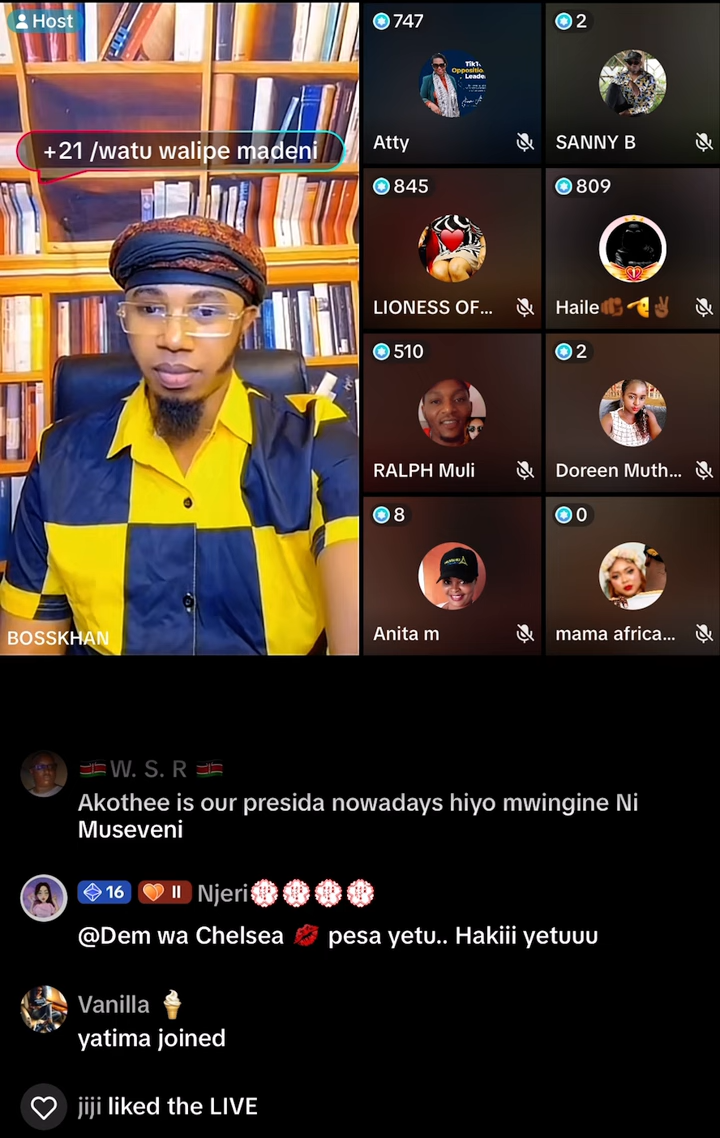 Host
+21 /watu walipe madeni
BOSSKHAN
747
Atty
2
SANNY B
845
LIONESS OF...
809
Haile
510
RALPH Muli
2
Doreen Muth...
8
Anita m
0
mama africa...
W. S. R
Akothee is our presida nowadays hiyo mwingine Ni
Museveni
16 II Njeri
@Dem wa Chelsea 💋 pesa yetu.. Hakiii yetuuu
Vanilla 🍦
yatima joined
jiji liked the LIVE